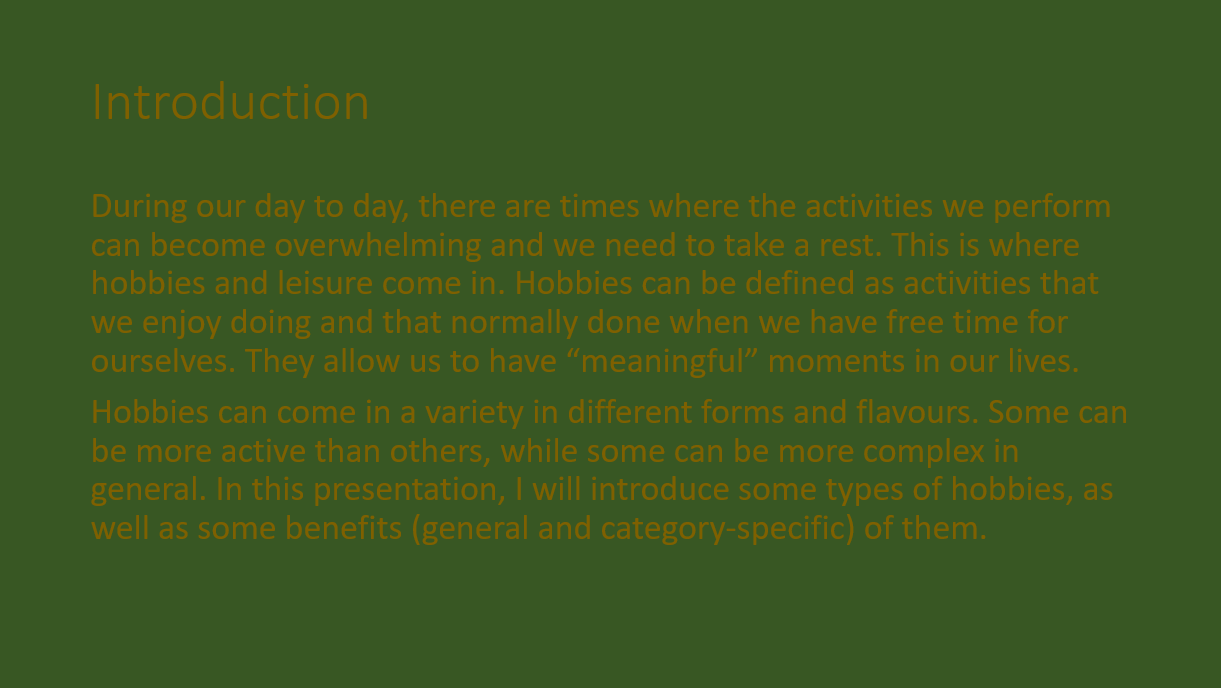 Introduction
During our day to day, there are times where the activities we perform
can become overwhelming and we need to take a rest. This is where
hobbies and leisure come in. Hobbies can be defined as activities that
we enjoy doing and that normally done when we have free time for
ourselves. They allow us to have “meaningful” moments in our lives.
Hobbies can come in a variety in different forms and flavours. Some can
be more active than others, while some can be more complex in
general. In this presentation, I will introduce some types of hobbies, as
well as some benefits (general and category-specific) of them.